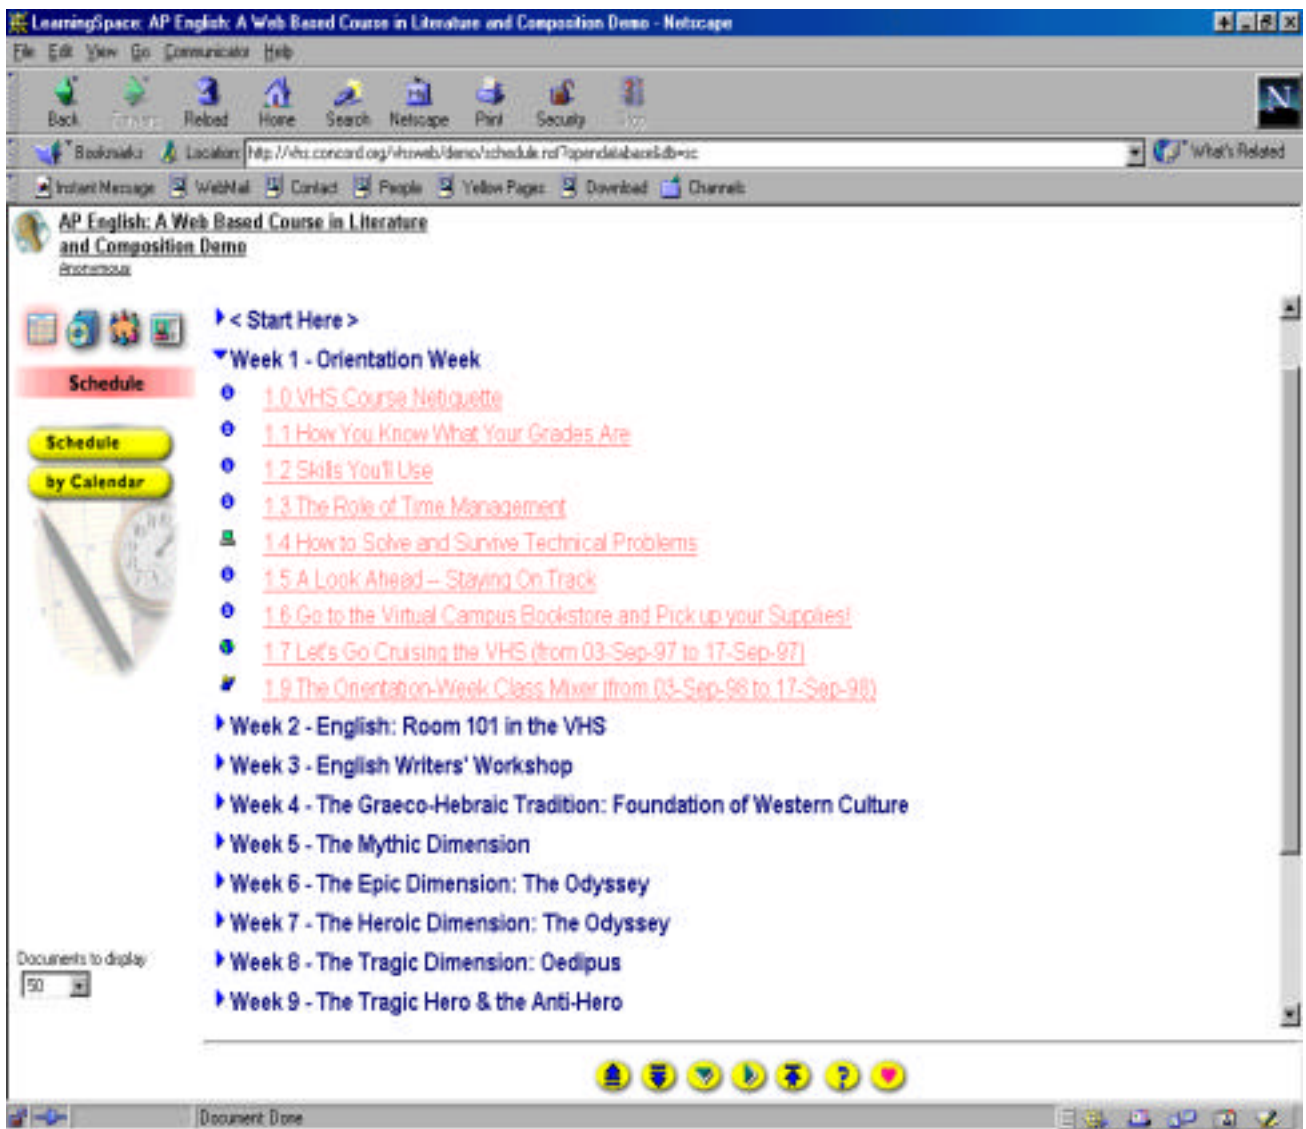 LearningSpace: AP English: A Web Based Course in Literature and Composition Demo - Netscape
File Edit View Go Communicator Help
Back Forward Reload Home Search Netscape Print Security Stop
Bookmarks Location: http://vhs.concord.org/vhsweb/demo/schedule.nsf?opendatabase&db=sc What's Related
Instant Message WebMail Contact People Yellow Pages Download Channels
AP English: A Web Based Course in Literature
and Composition Demo
Anonymous
< Start Here >
Week 1 - Orientation Week
Schedule
1.0 VHS Course Netiquette
1.1 How You Know What Your Grades Are
Schedule
1.2 Skills You'll Use
by Calendar
1.3 The Role of Time Management
1.4 How to Solve and Survive Technical Problems
1.5 A Look Ahead -- Staying On Track
1.6 Go to the Virtual Campus Bookstore and Pick up your Supplies!
1.7 Let's Go Cruising the VHS (from 03-Sep-97 to 17-Sep-97)
1.9 The Orientation-Week Class Mixer (from 03-Sep-98 to 17-Sep-98)
Week 2 - English: Room 101 in the VHS
Week 3 - English Writers' Workshop
Week 4 - The Graeco-Hebraic Tradition: Foundation of Western Culture
Week 5 - The Mythic Dimension
Week 6 - The Epic Dimension: The Odyssey
Week 7 - The Heroic Dimension: The Odyssey
Week 8 - The Tragic Dimension: Oedipus
Week 9 - The Tragic Hero & the Anti-Hero
Documents to display
50
Document: Done